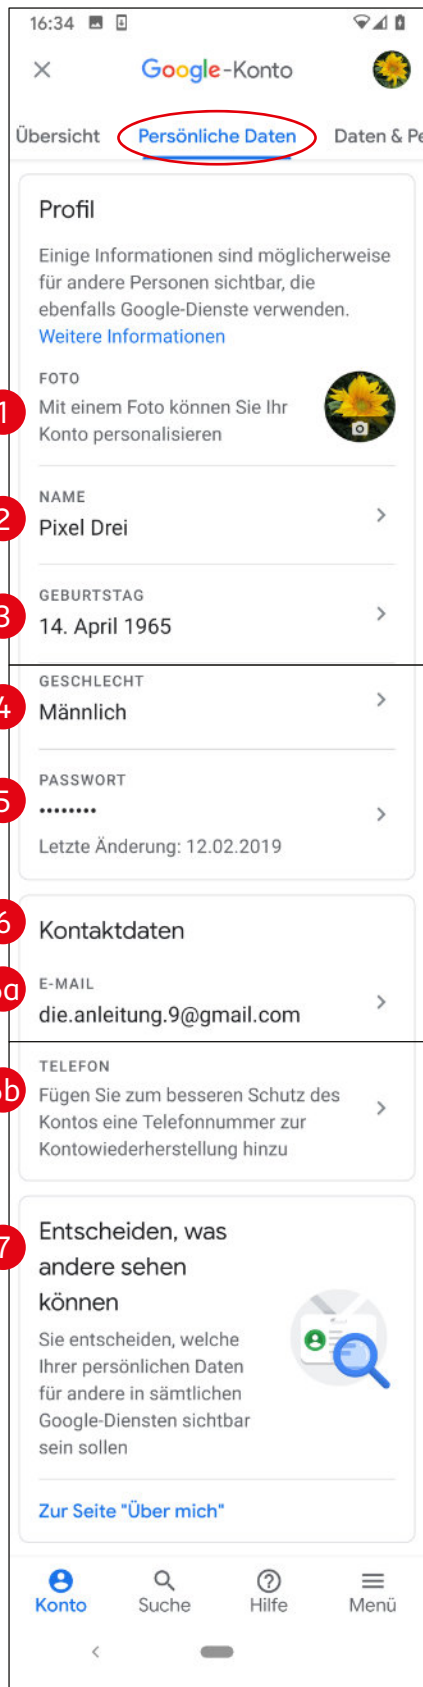 16:34
Google-Konto
Übersicht Persönliche Daten Daten & Pe
Profil
Einige Informationen sind möglicherweise
für andere Personen sichtbar, die
ebenfalls Google-Dienste verwenden.
Weitere Informationen
FOTO
1
Mit einem Foto können Sie Ihr
Konto personalisieren
NAME
2
Pixel Drei
GEBURTSTAG
3
14. April 1965
GESCHLECHT
4
Männlich
PASSWORT
5
••••••••
Letzte Änderung: 12.02.2019
6
Kontaktdaten
6a
E-MAIL
die.anleitung.9@gmail.com
TELEFON
6b
Fügen Sie zum besseren Schutz des
Kontos eine Telefonnummer zur
Kontowiederherstellung hinzu
7
Entscheiden, was
andere sehen
können
Sie entscheiden, welche
Ihrer persönlichen Daten
für andere in sämtlichen
Google-Diensten sichtbar
sein sollen
Zur Seite "Über mich"
Konto Suche Hilfe Menü